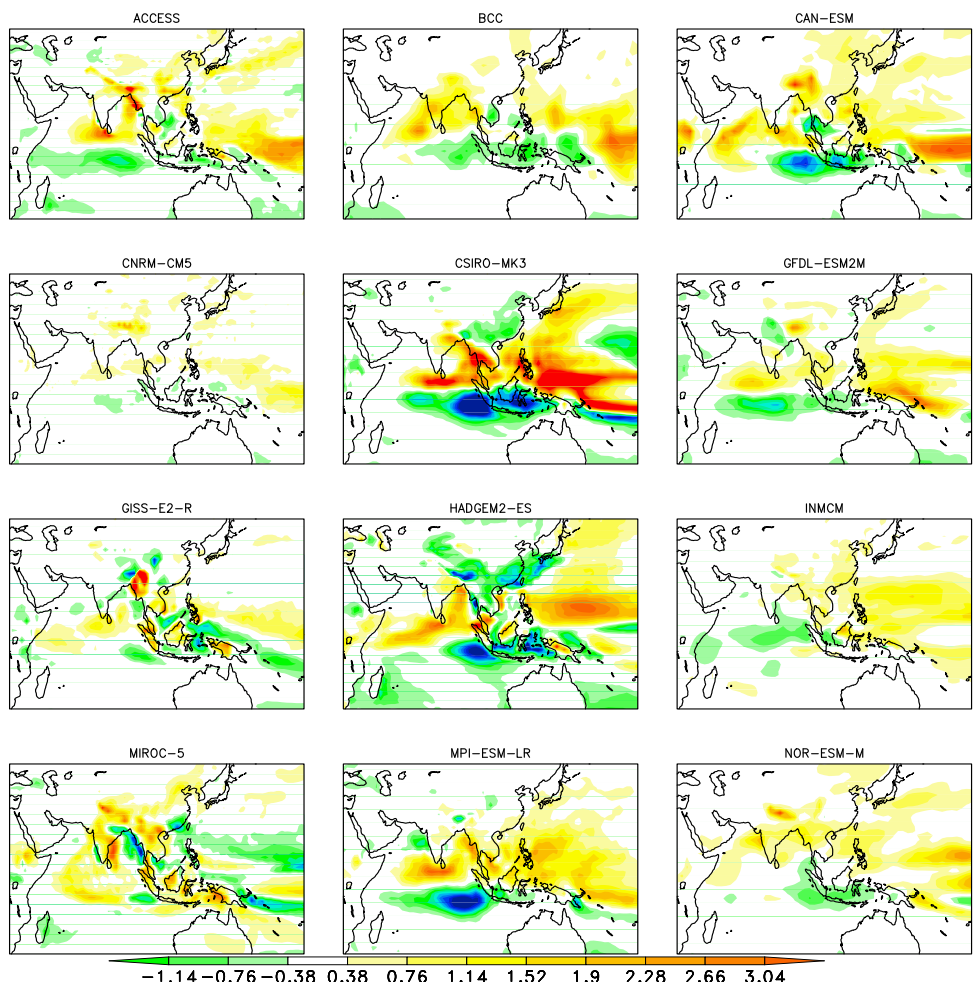 ACCESS BCC CAN-ESM
CNRM-CM5 CSIRO-MK3 GFDL-ESM2M
GISS-E2-R HADGEM2-ES INMCM
MIROC-5 MPI-ESM-LR NOR-ESM-M
-1.14 -0.76 -0.38 0.38 0.76 1.14 1.52 1.9 2.28 2.66 3.04